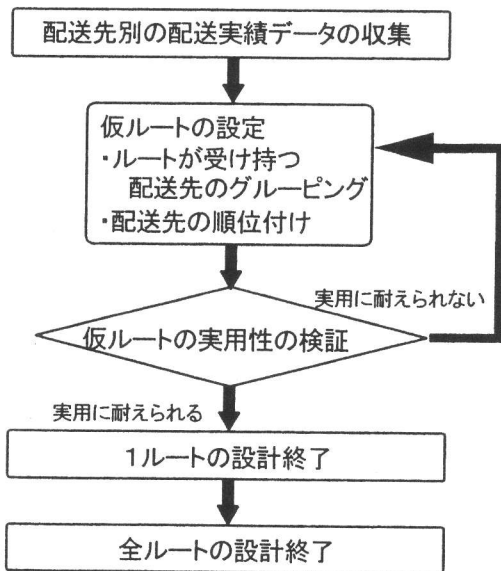 配送先別の配送実績データの収集
仮ルートの設定
・ルートが受け持つ
配送先のグルーピング
・配送先の順位付け
実用に耐えられない
仮ルートの実用性の検証
実用に耐えられる
1ルートの設計終了
全ルートの設計終了